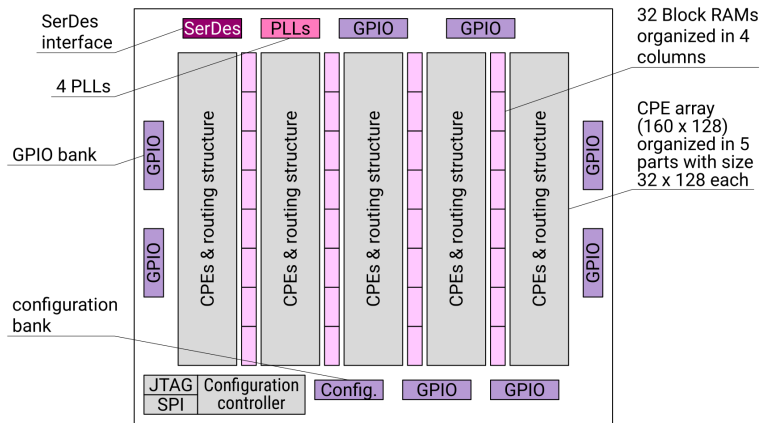 SerDes
interface
4 PLLs
GPIO bank
configuration
bank
SerDes
PLLs
GPIO
GPIO
32 Block RAMs
organized in 4
columns
CPE array
(160 x 128)
organized in 5
parts with size
32 x 128 each
GPIO
GPIO
CPEs & routing structure
CPEs & routing structure
CPEs & routing structure
CPEs & routing structure
CPEs & routing structure
GPIO
GPIO
JTAG
SPI
Configuration
controller
Config.
GPIO
GPIO